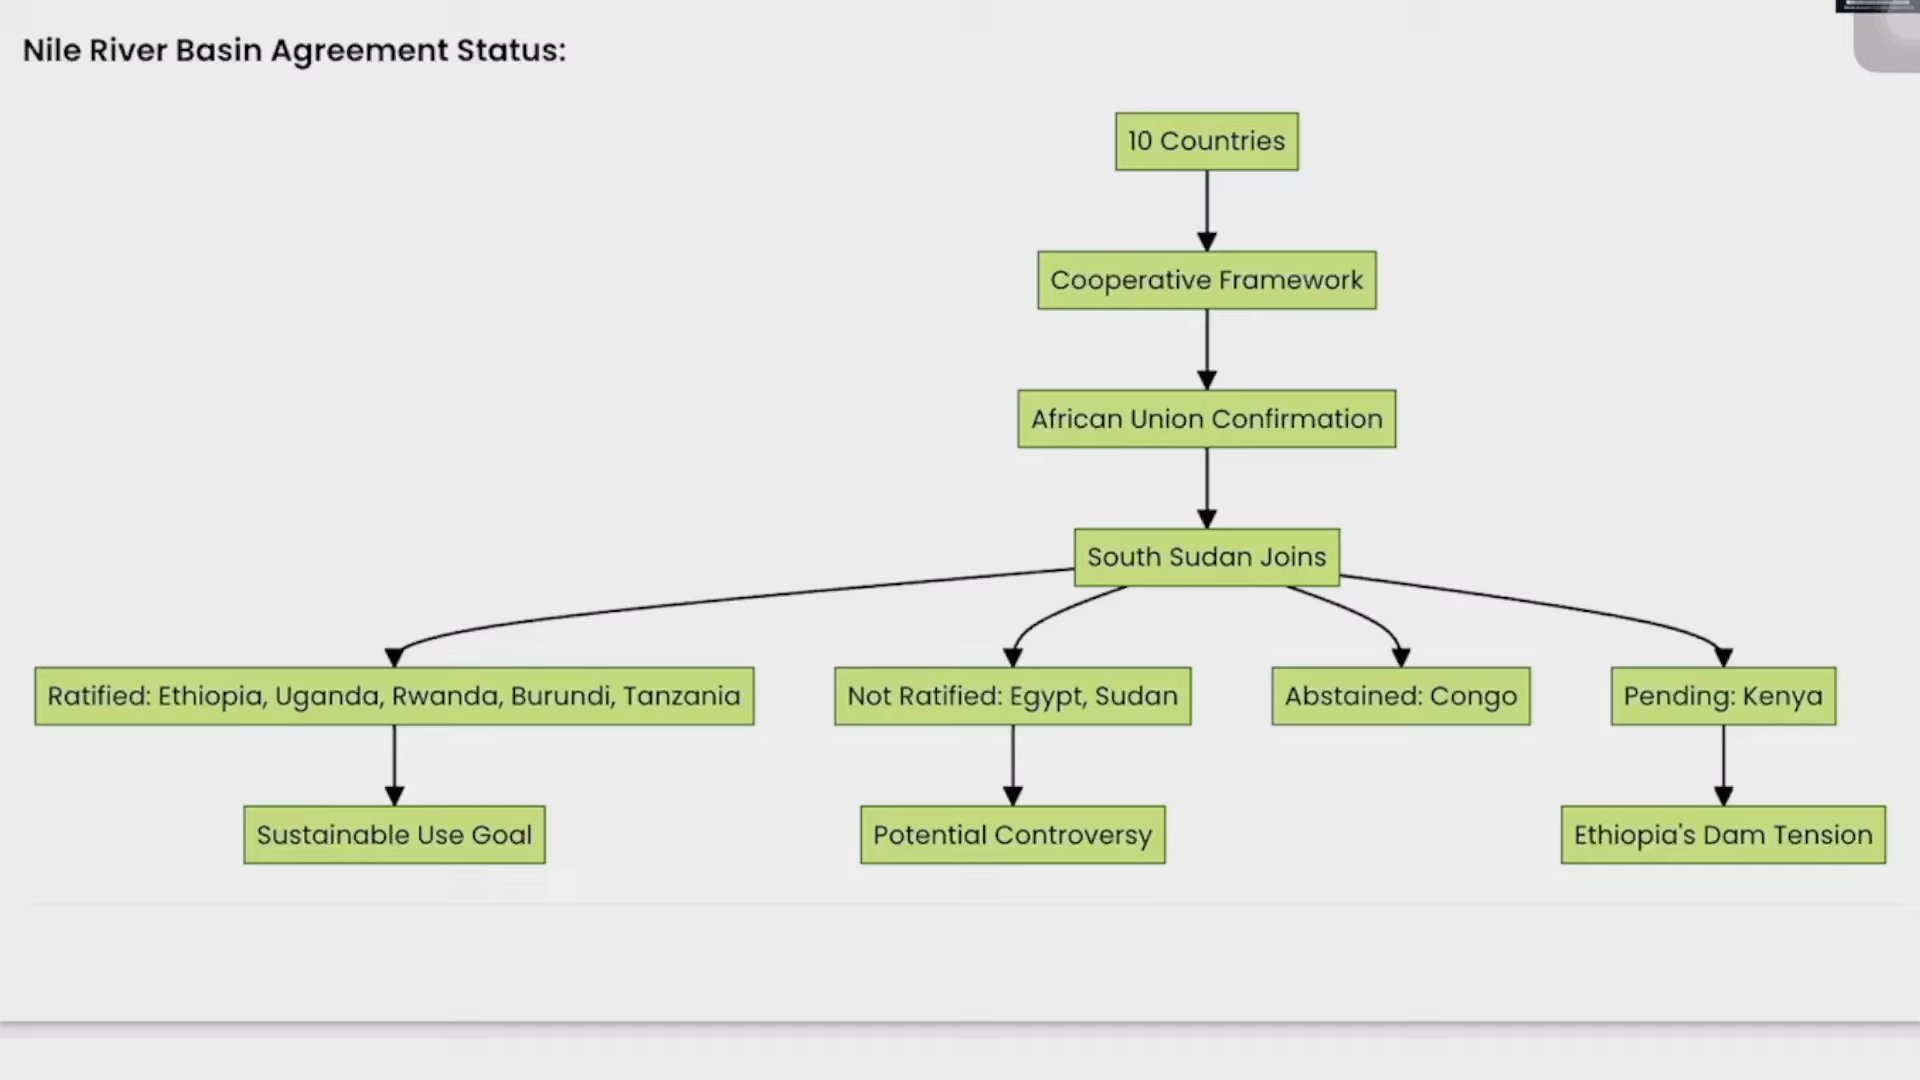 Nile River Basin Agreement Status:
10 Countries
Cooperative Framework
African Union Confirmation
South Sudan Joins
Ratified: Ethiopia, Uganda, Rwanda, Burundi, Tanzania
Not Ratified: Egypt, Sudan
Abstained: Congo
Pending: Kenya
Sustainable Use Goal
Potential Controversy
Ethiopia's Dam Tension